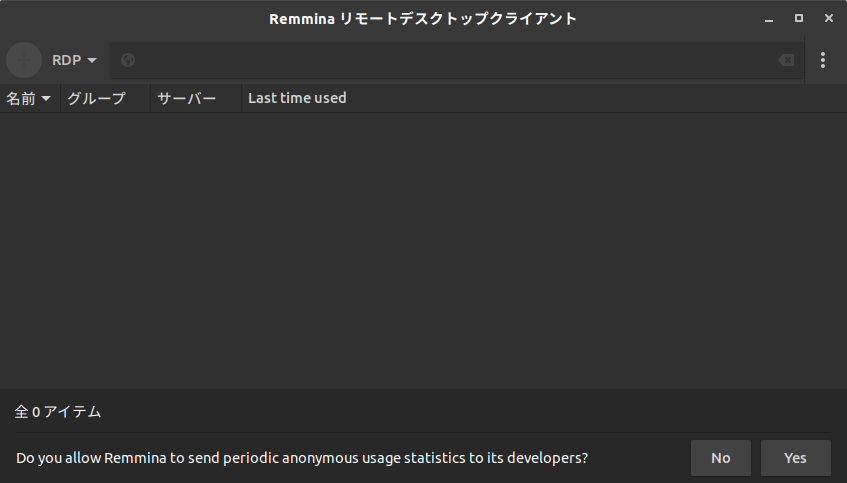 Remmina リモートデスクトップクライアント
RDP
名前 グループ サーバー Last time used
全 0 アイテム
Do you allow Remmina to send periodic anonymous usage statistics to its developers? No Yes